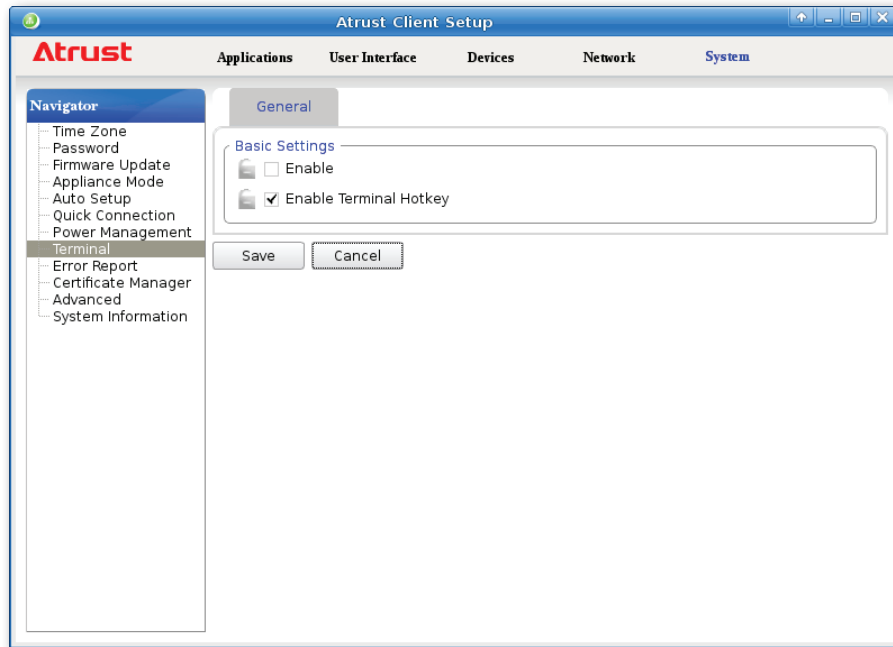 Atrust Client Setup
Atrust
Applications User Interface Devices Network System
Navigator
Time Zone
Password
Firmware Update
Appliance Mode
Auto Setup
Quick Connection
Power Management
Terminal
Error Report
Certificate Manager
Advanced
System Information
General
Basic Settings
Enable
Enable Terminal Hotkey
Save Cancel